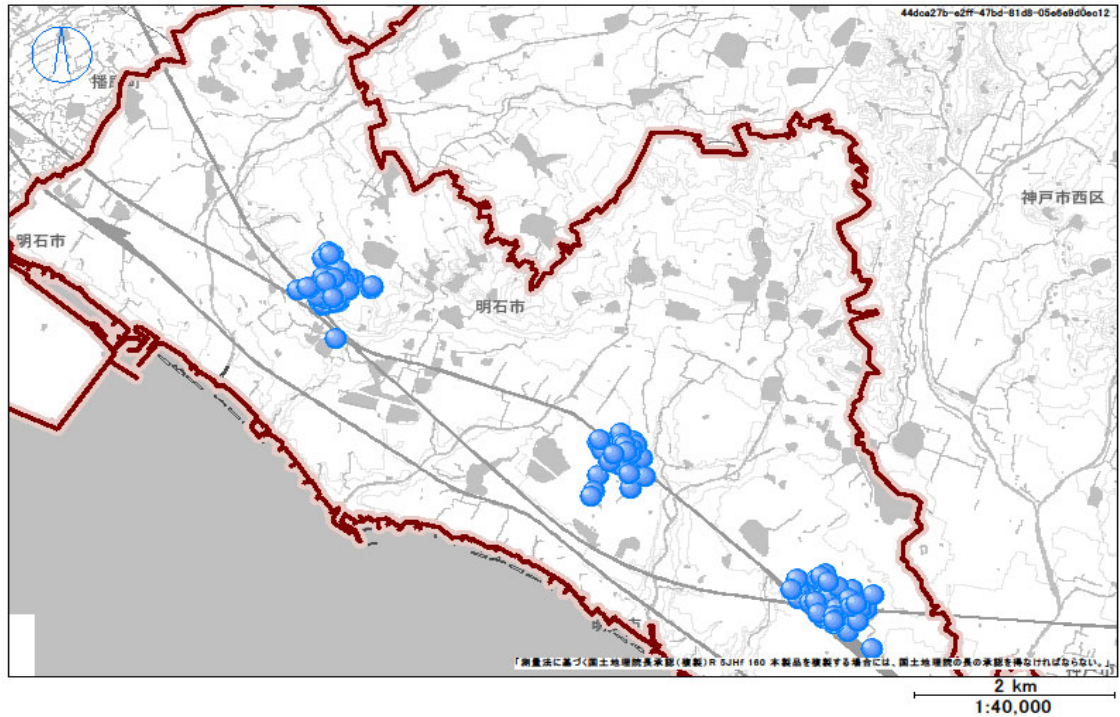 44dca27b-e2ff-47bd-81d8-05e6e9d0ec12
神戸市西区
明石市
明石市
「測量法に基づく国土地理院長承認(複製)R 5JHf 160 本製品を複製する場合には、国土地理院の長の承認を得なければならない。」
2 km
1:40,000